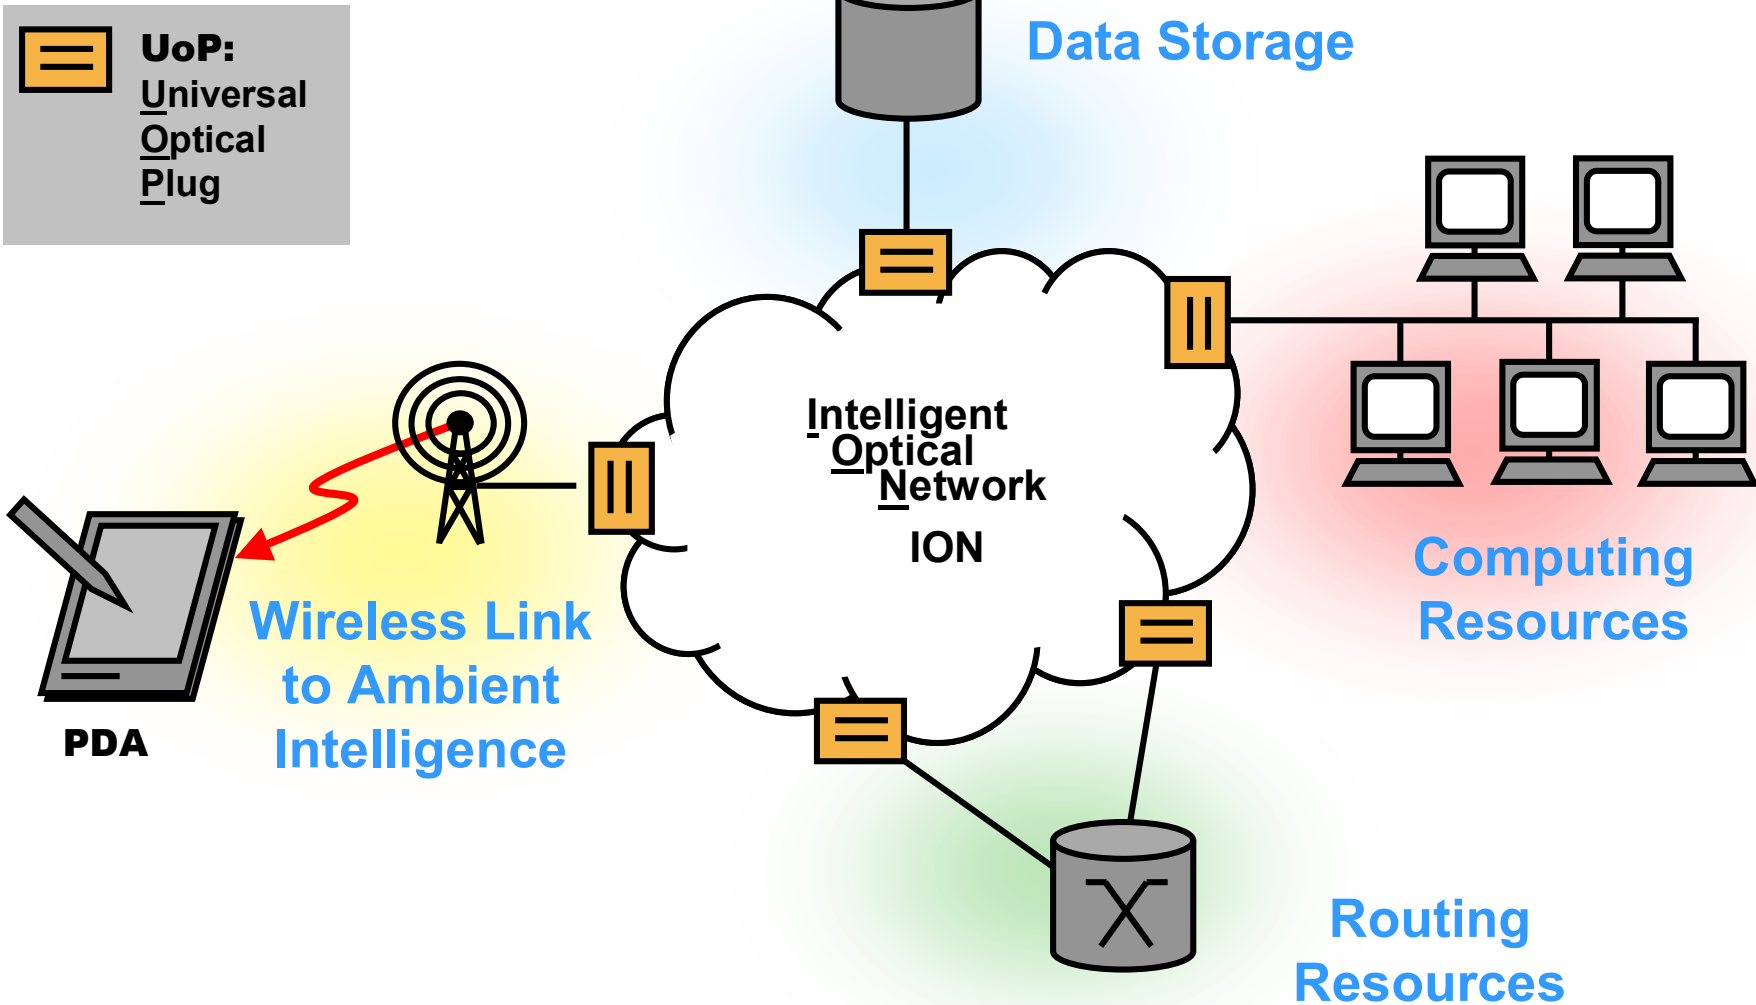 UoP:
Universal
Optical
Plug
Data Storage
Intelligent
Optical
Network
ION
Computing
Resources
Wireless Link
to Ambient
Intelligence
PDA
Routing
Resources